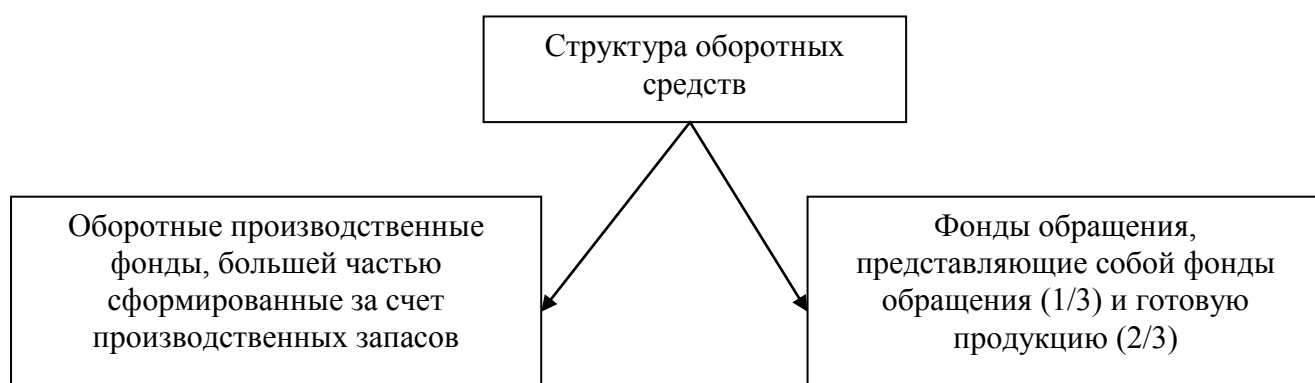 Структура оборотных
средств
Оборотные производственные
фонды, большей частью
сформированные за счет
производственных запасов
Фонды обращения,
представляющие собой фонды
обращения (1/3) и готовую
продукцию (2/3)